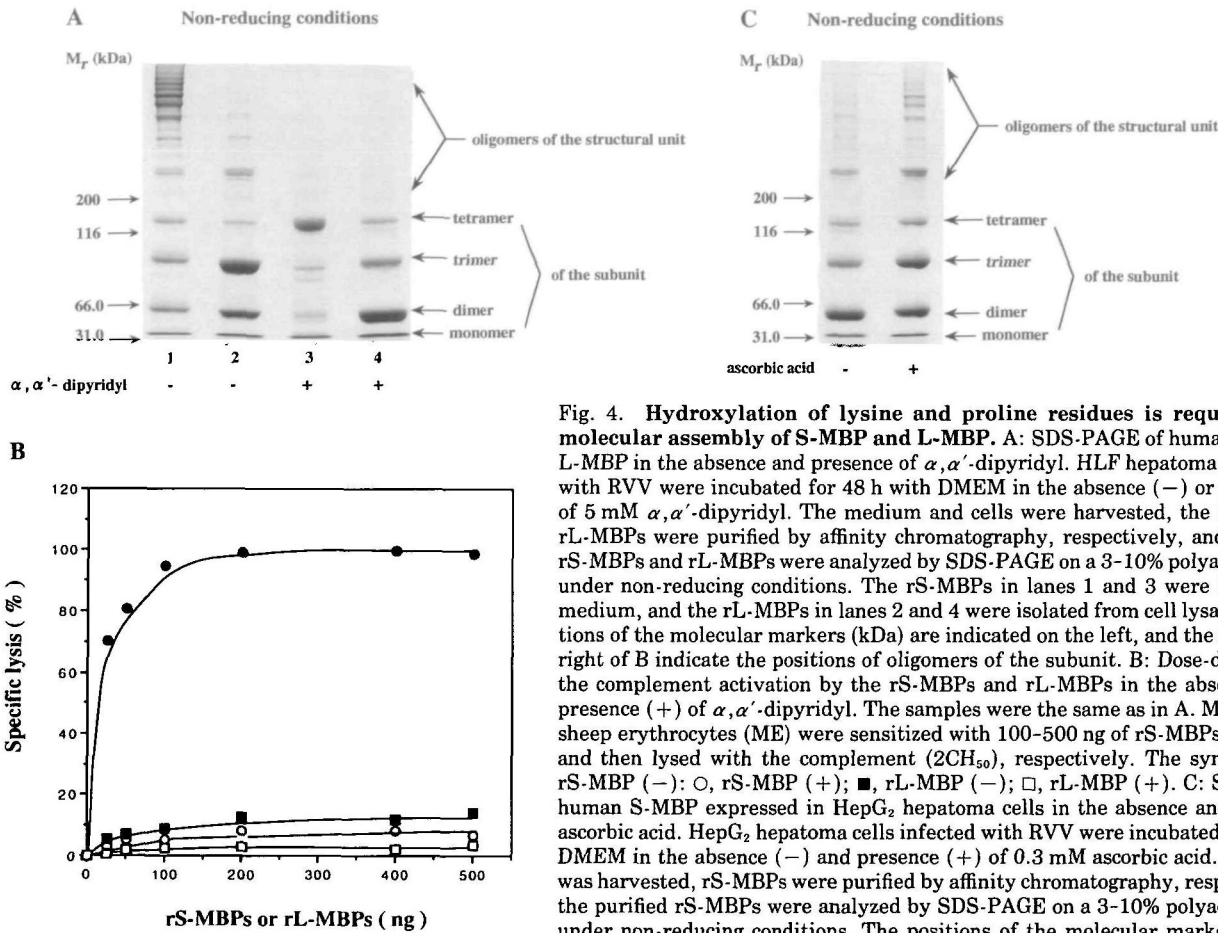 A
Non-reducing conditions
Mr (kDa)
200
116
66.0
31.0
oligomers of the structural unit
tetramer
trimer
dimer
monomer
of the subunit
1 2 3 4
α, α'- dipyridyl - - + +
C
Non-reducing conditions
Mr (kDa)
200
116
66.0
31.0
oligomers of the structural unit
tetramer
trimer
dimer
monomer
of the subunit
ascorbic acid - +
B
Specific lysis ( % )
120
100
80
60
40
20
0
0 100 200 300 400 500
rS-MBPs or rL-MBPs ( ng )
Fig. 4. Hydroxylation of lysine and proline residues is requ
molecular assembly of S-MBP and L-MBP. A: SDS-PAGE of human
L-MBP in the absence and presence of α,α′-dipyridyl. HLF hepatoma
with RVV were incubated for 48 h with DMEM in the absence (−) or
of 5 mM α,α′-dipyridyl. The medium and cells were harvested, the
rL-MBPs were purified by affinity chromatography, respectively, and
rS-MBPs and rL-MBPs were analyzed by SDS-PAGE on a 3-10% polya
under non-reducing conditions. The rS-MBPs in lanes 1 and 3 were
medium, and the rL-MBPs in lanes 2 and 4 were isolated from cell lysa
tions of the molecular markers (kDa) are indicated on the left, and the
right of B indicate the positions of oligomers of the subunit. B: Dose-d
the complement activation by the rS-MBPs and rL-MBPs in the abse
presence (+) of α,α′-dipyridyl. The samples were the same as in A. M
sheep erythrocytes (ME) were sensitized with 100-500 ng of rS-MBPs
and then lysed with the complement (2CH₅₀), respectively. The syn
rS-MBP (−): ○, rS-MBP (+); ■, rL-MBP (−); □, rL-MBP (+). C: S
human S-MBP expressed in HepG₂ hepatoma cells in the absence an
ascorbic acid. HepG₂ hepatoma cells infected with RVV were incubated
DMEM in the absence (−) and presence (+) of 0.3 mM ascorbic acid.
was harvested, rS-MBPs were purified by affinity chromatography, resp
the purified rS-MBPs were analyzed by SDS-PAGE on a 3-10% polya
under non-reducing conditions. The positions of the molecular marke